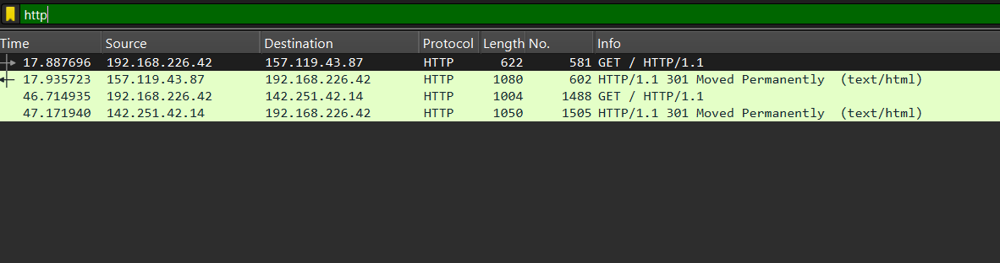 http
Time Source Destination Protocol Length No. Info
17.887696 192.168.226.42 157.119.43.87 HTTP 622 581 GET / HTTP/1.1
17.935723 157.119.43.87 192.168.226.42 HTTP 1080 602 HTTP/1.1 301 Moved Permanently (text/html)
46.714935 192.168.226.42 142.251.42.14 HTTP 1004 1488 GET / HTTP/1.1
47.171940 142.251.42.14 192.168.226.42 HTTP 1050 1505 HTTP/1.1 301 Moved Permanently (text/html)